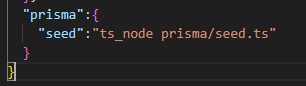 "prisma":{
"seed":"ts_node prisma/seed.ts"
}
}